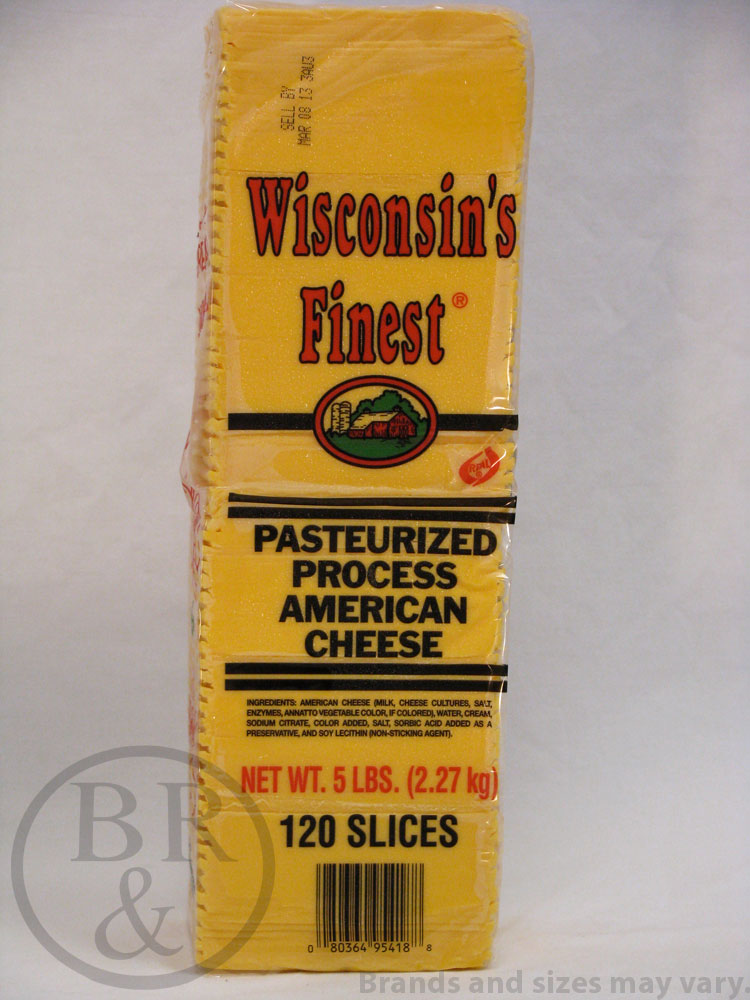 SELL BY
MAR 08 13 3AU3
Wisconsin's
Finest®
REAL
PASTEURIZED
PROCESS
AMERICAN
CHEESE
INGREDIENTS: AMERICAN CHEESE (MILK, CHEESE CULTURES, SALT,
ENZYMES, ANNATTO VEGETABLE COLOR, IF COLORED), WATER, CREAM,
SODIUM CITRATE, COLOR ADDED, SALT, SORBIC ACID ADDED AS A
PRESERVATIVE, AND SOY LECITHIN (NON-STICKING AGENT).
NET WT. 5 LBS. (2.27 kg)
120 SLICES
0 80364 95418 8
BR
&
Brands and sizes may vary.